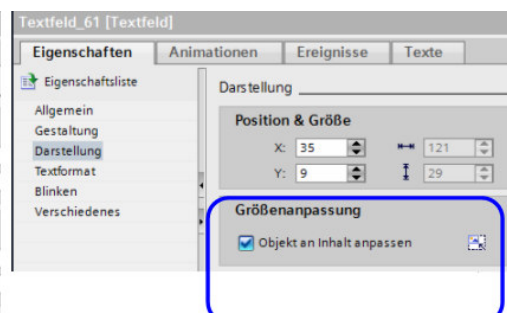 Textfeld_61 [Textfeld]
Eigenschaften Animationen Ereignisse Texte
Eigenschaftsliste
Allgemein
Gestaltung
Darstellung
Textformat
Blinken
Verschiedenes
Darstellung
Position & Größe
X: 35 121
Y: 9 29
Größenanpassung
Objekt an Inhalt anpassen